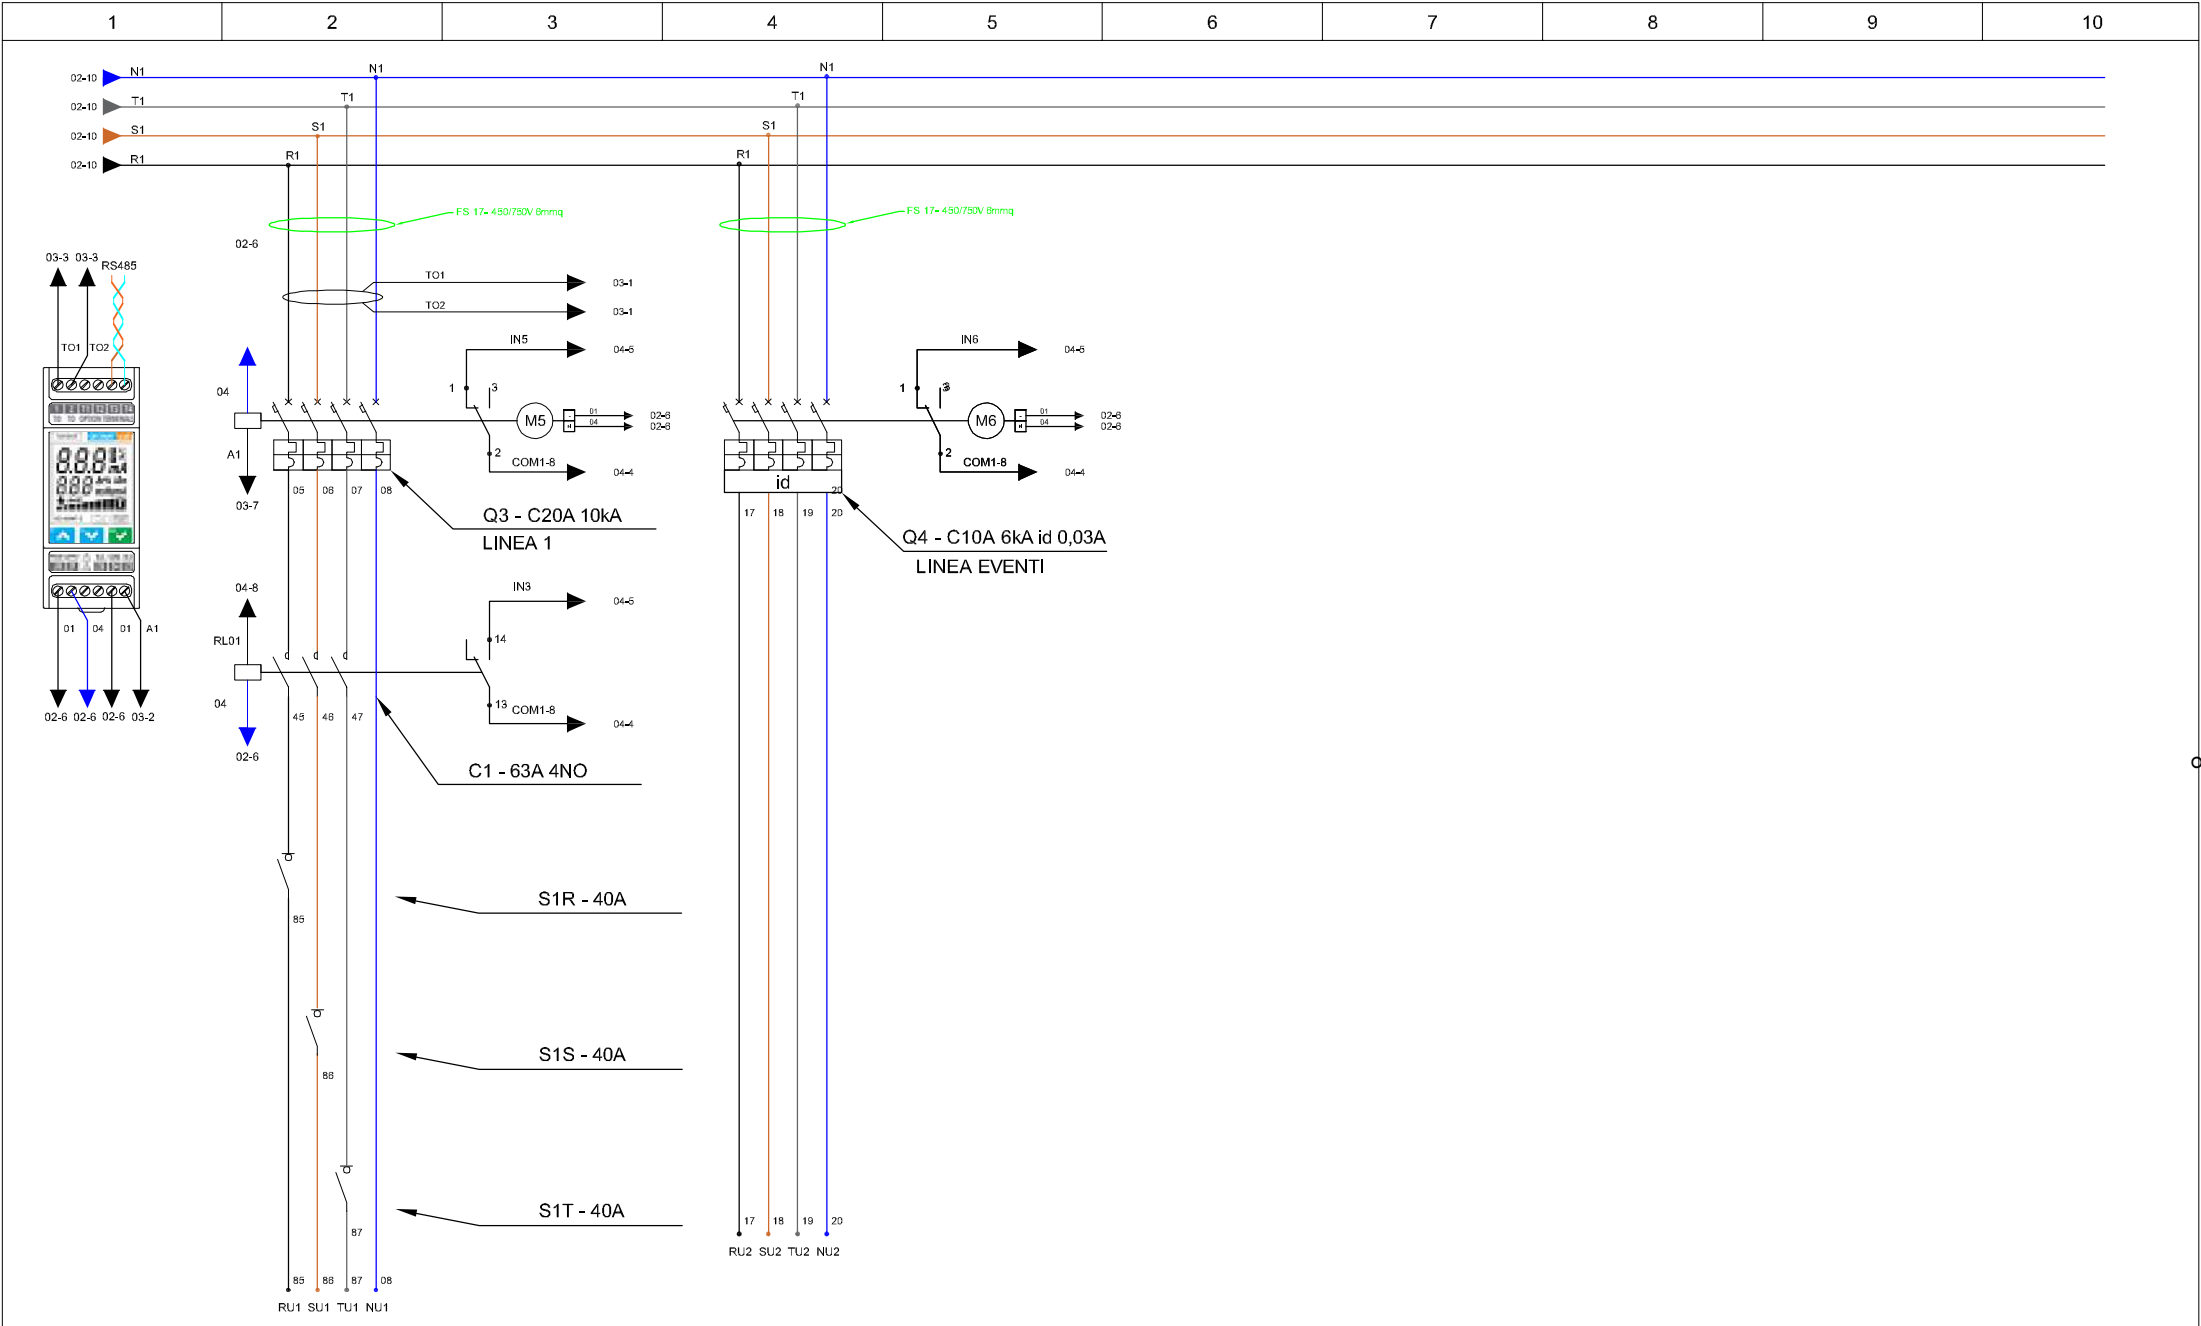 1 2 3 4 5 6 7 8 9 10
02-10 N1 N1 N1
02-10 T1 T1 T1
02-10 S1 S1 S1
02-10 R1 R1 R1
FS 17- 450/750V 6mmq FS 17- 450/750V 6mmq
02-6
03-3 03-3 RS485
TO1 03-1
TO2 03-1
TO1 TO2
IN5 04-5 IN6 04-5
04 1 3 1
M5 01 02-6 M6 01 02-6
04 02-6 04 02-6
A1 2 2
COM1-8 04-4 COM1-8 04-4
03-7 05 06 07 08 id 20
17 18 19 20
Q3 - C20A 10kA
LINEA 1
Q4 - C10A 6kA id 0,03A
LINEA EVENTI
04-8 IN3 04-5
01 04 01 A1
RL01 14
04 13 COM1-8 04-4
02-6 02-6 02-6 03-2 45 46 47
02-6
C1 - 63A 4NO
S1R - 40A
85
S1S - 40A
86
S1T - 40A
87 17 18 19 20
RU2 SU2 TU2 NU2
85 86 87 08
RU1 SU1 TU1 NU1